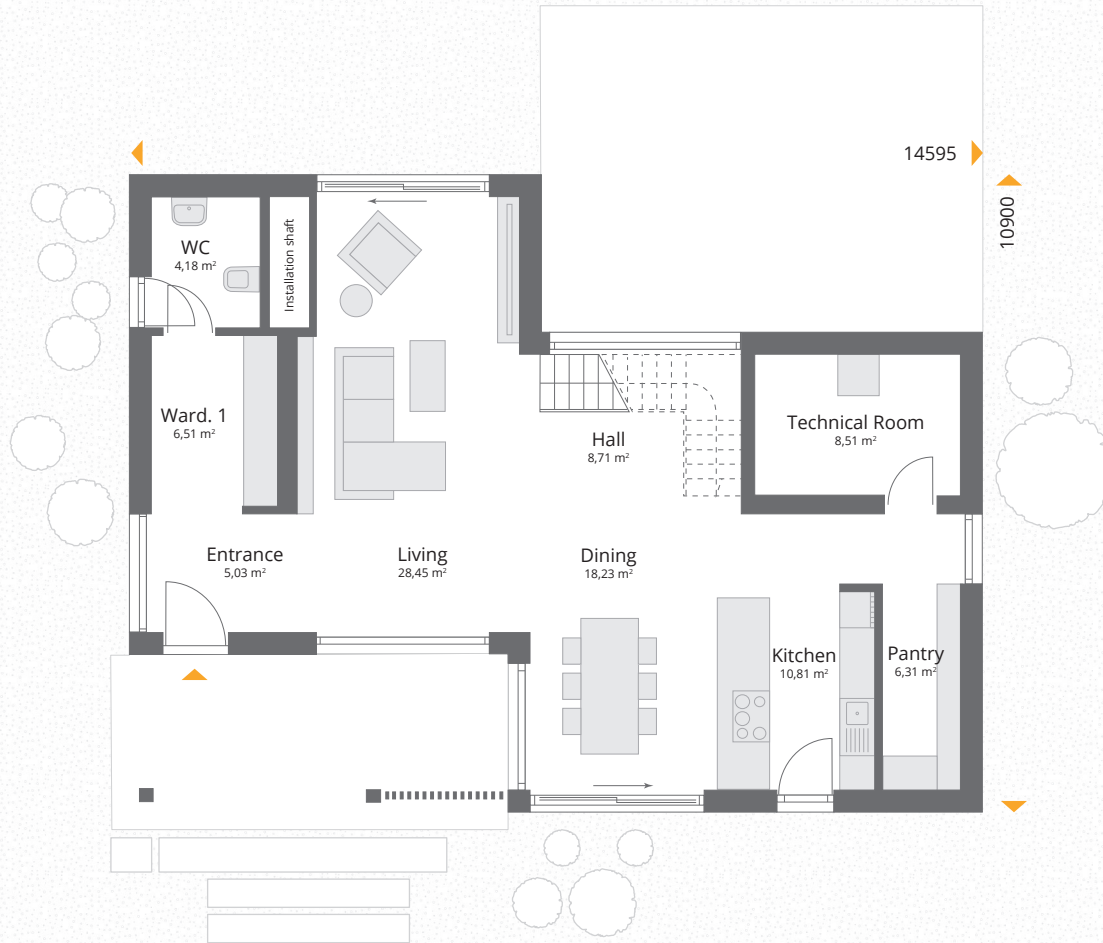 14595
10900
WC
4,18 m²
Installation shaft
Ward. 1
6,51 m²
Hall
8,71 m²
Technical Room
8,51 m²
Entrance
5,03 m²
Living
28,45 m²
Dining
18,23 m²
Kitchen
10,81 m²
Pantry
6,31 m²